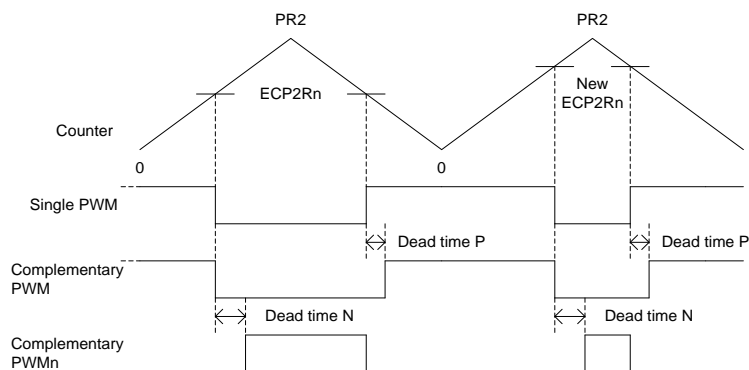 PR2
PR2
ECP2Rn
New
ECP2Rn
Counter
0
0
Single PWM
Dead time P
Dead time P
Complementary
PWM
Dead time N
Dead time N
Complementary
PWMn